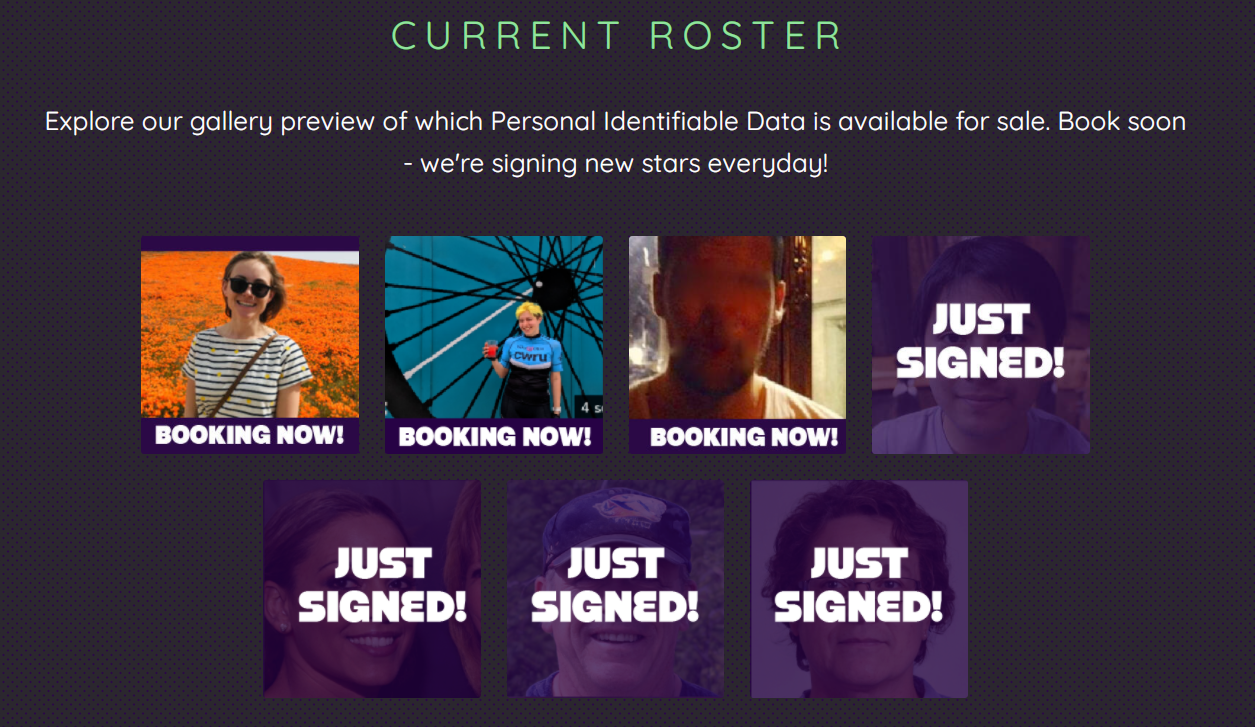 CURRENT ROSTER
Explore our gallery preview of which Personal Identifiable Data is available for sale. Book soon
- we're signing new stars everyday!
cwru
4 s
BOOKING NOW!
BOOKING NOW!
BOOKING NOW!
JUST
SIGNED!
JUST
SIGNED!
JUST
SIGNED!
JUST
SIGNED!